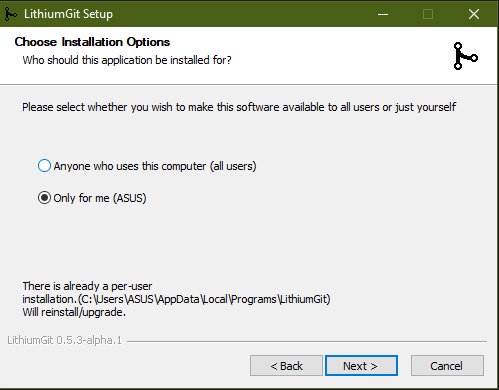 LithiumGit Setup
Choose Installation Options
Who should this application be installed for?
Please select whether you wish to make this software available to all users or just yourself
Anyone who uses this computer (all users)
Only for me (ASUS)
There is already a per-user
installation.(C:\Users\ASUS\AppData\Local\Programs\LithiumGit)
Will reinstall/upgrade.
LithiumGit 0.5.3-alpha.1
< Back
Next >
Cancel